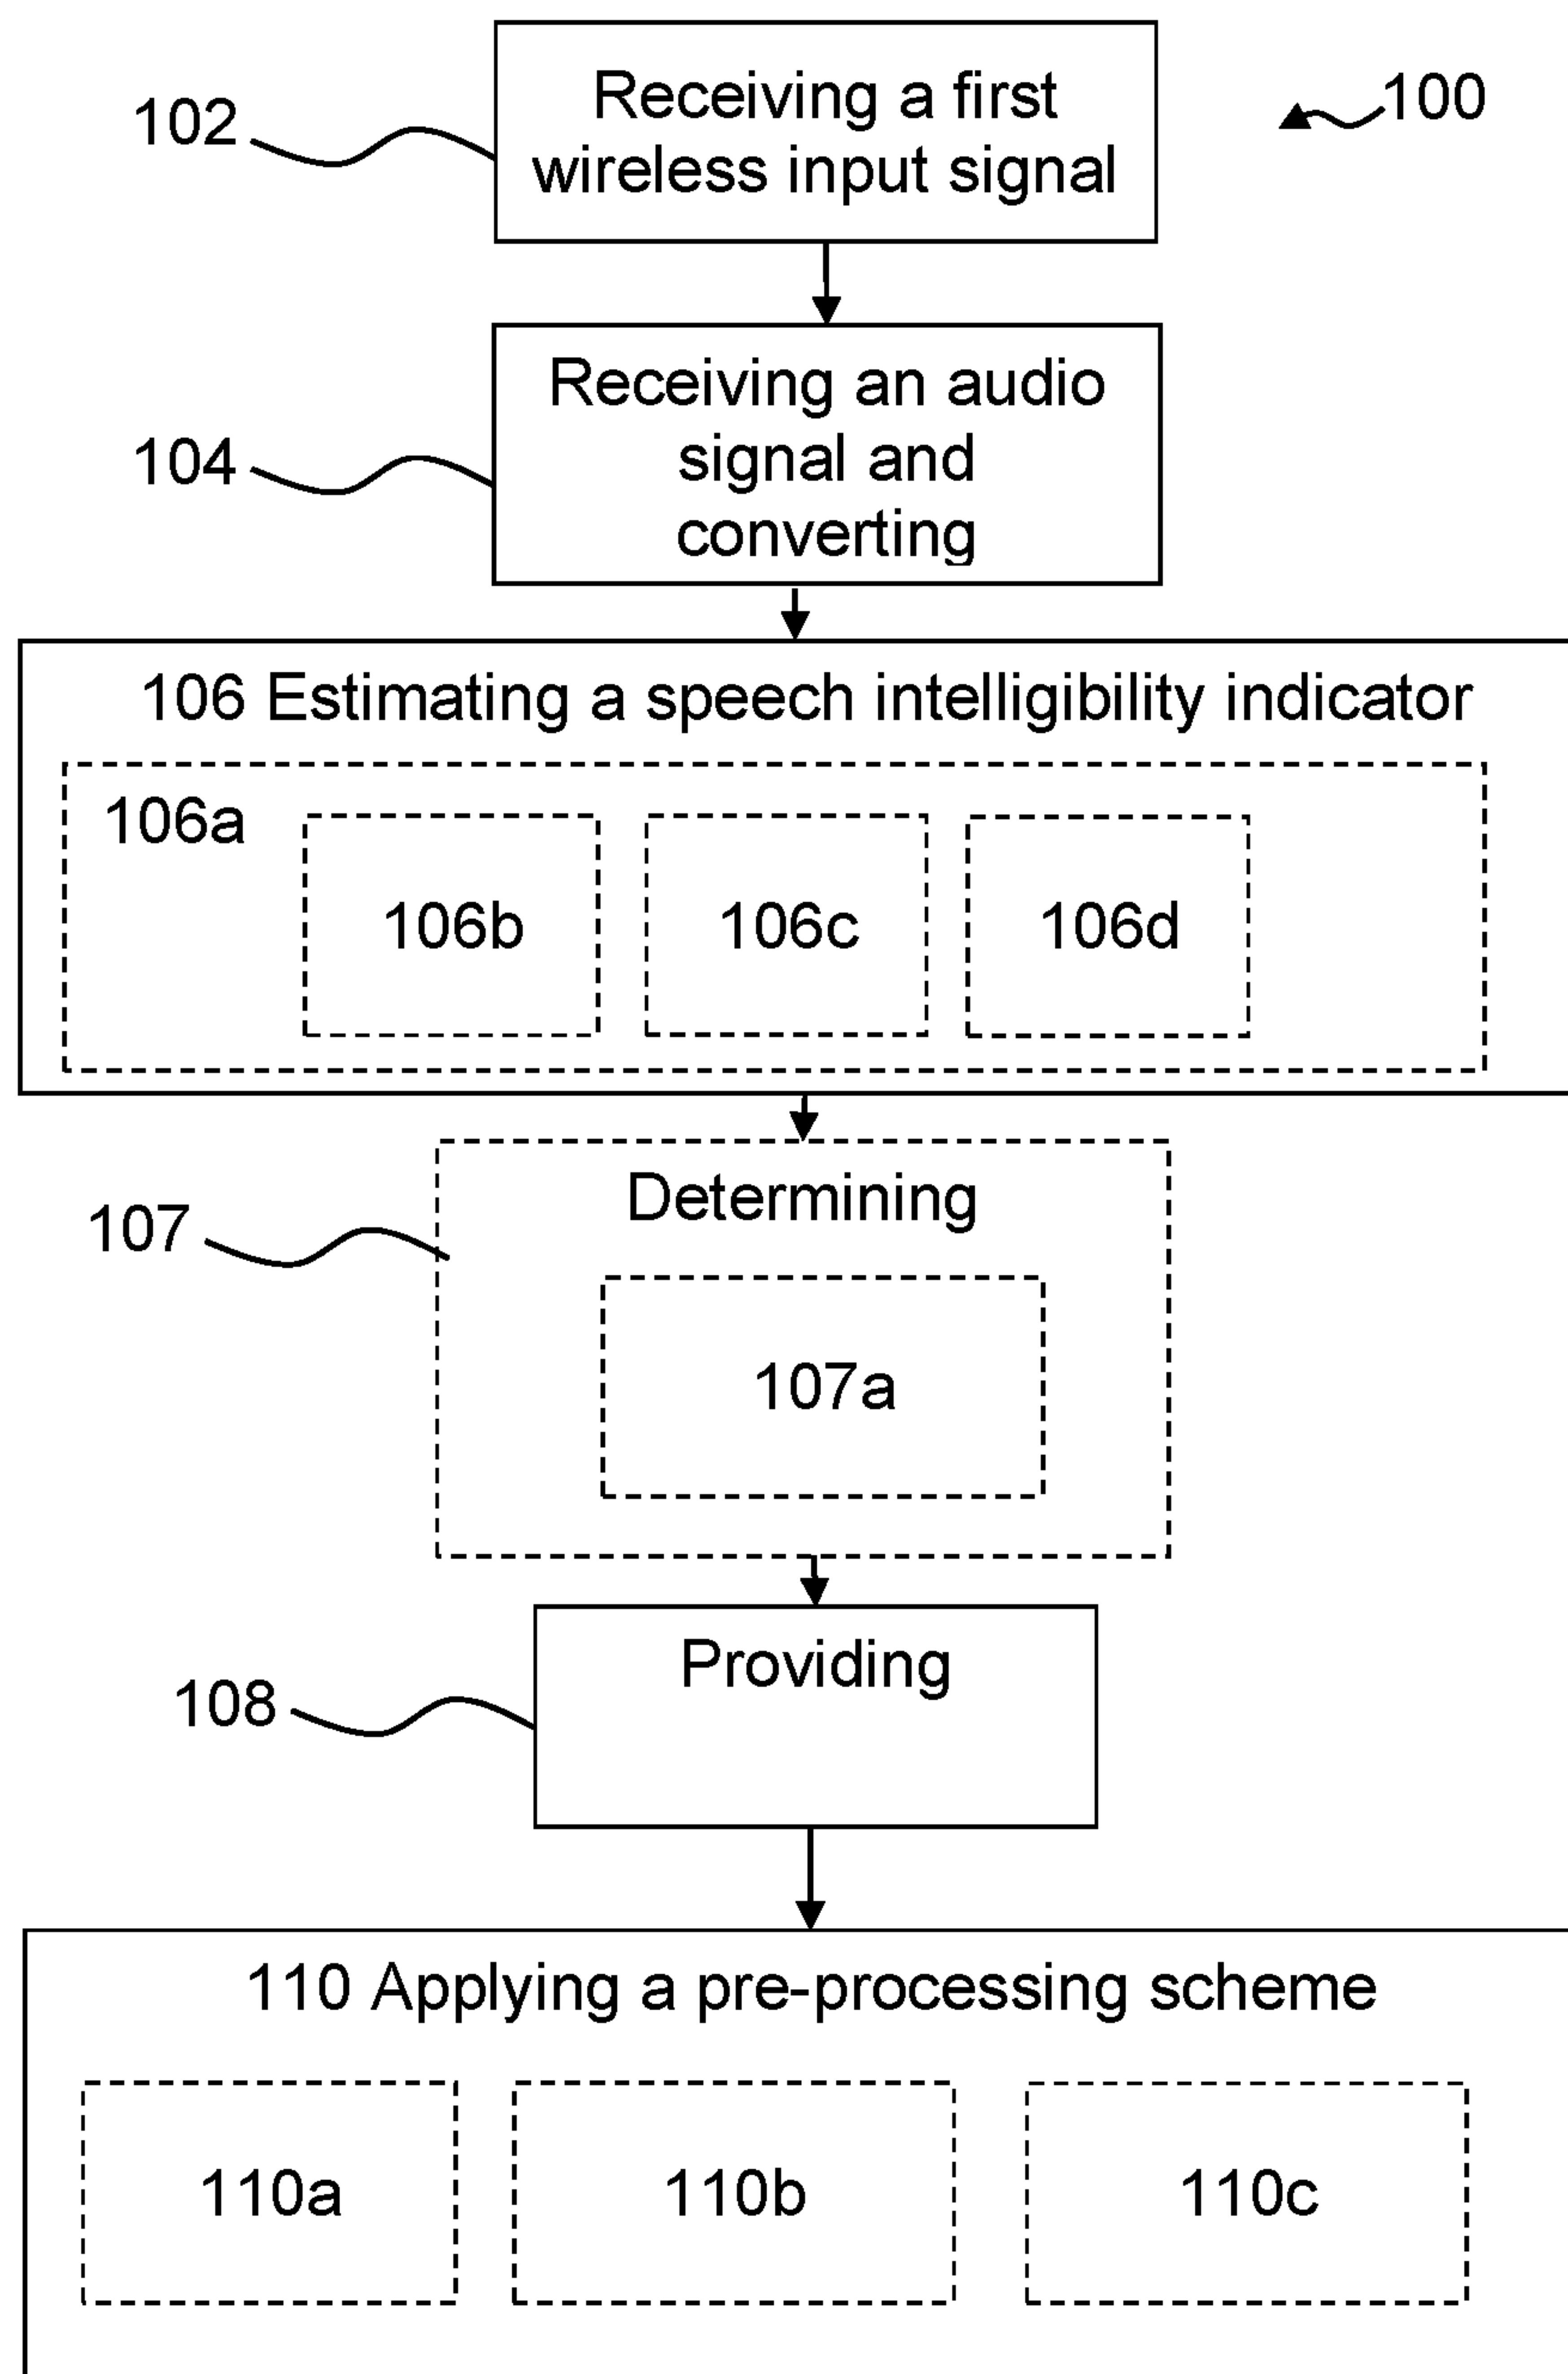 Receiving a first
wireless input signal
102
100
Receiving an audio
signal and
converting
104
106 Estimating a speech intelligibility indicator
106a
106b
106c
106d
Determining
107
107a
Providing
108
110 Applying a pre-processing scheme
110a
110b
110c